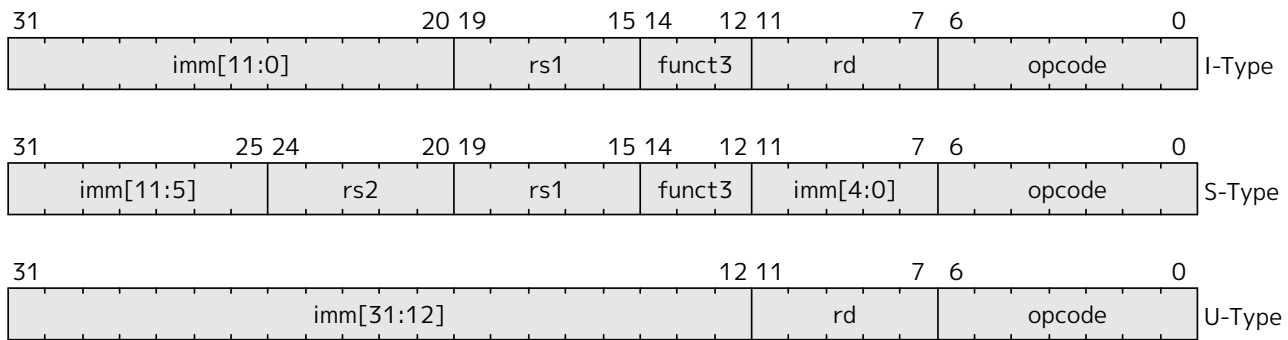 31 20 19 15 14 12 11 7 6 0
imm[11:0] rs1 funct3 rd opcode I-Type
31 25 24 20 19 15 14 12 11 7 6 0
imm[11:5] rs2 rs1 funct3 imm[4:0] opcode S-Type
31 12 11 7 6 0
imm[31:12] rd opcode U-Type